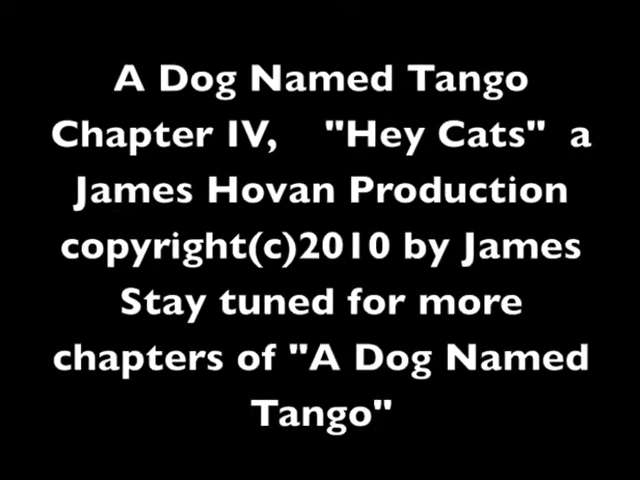 A Dog Named Tango
Chapter IV, "Hey Cats" a
James Hovan Production
copyright(c)2010 by James
Stay tuned for more
chapters of "A Dog Named
Tango"